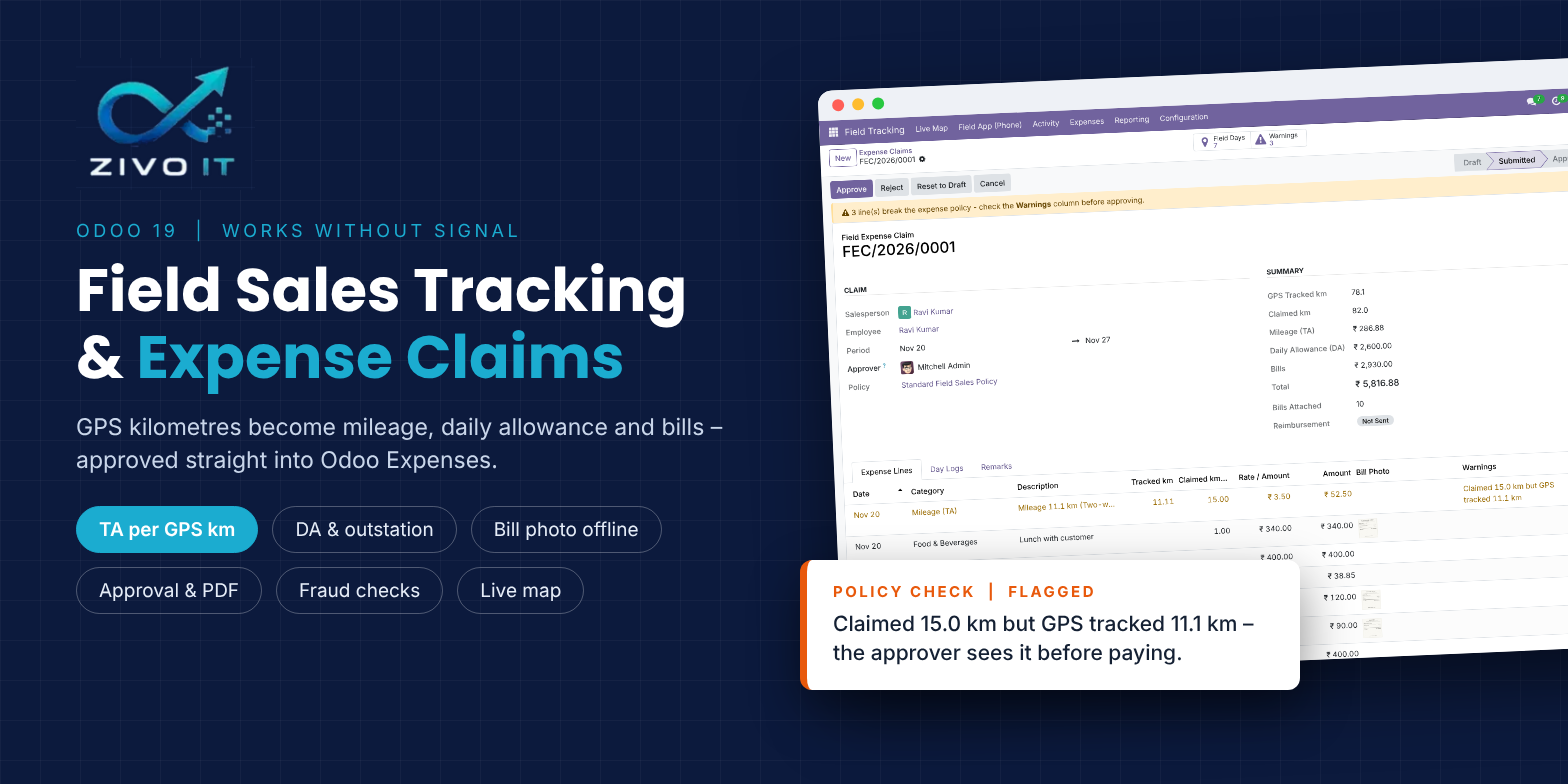 ZIVO IT
ODOO 19 | WORKS WITHOUT SIGNAL
Field Sales Tracking
& Expense Claims
GPS kilometres become mileage, daily allowance and bills –
approved straight into Odoo Expenses.
TA per GPS km
DA & outstation
Bill photo offline
Approval & PDF
Fraud checks
Live map
Field Tracking Live Map Field App (Phone) Activity Expenses Reporting Configuration
New
Expense Claims
FEC/2026/0001
Field Days
7
Warnings
3
Approve Reject Reset to Draft Cancel
Draft Submitted
3 line(s) break the expense policy - check the Warnings column before approving.
Field Expense Claim
FEC/2026/0001
CLAIM
Salesperson R Ravi Kumar
Employee Ravi Kumar
Period Nov 20 → Nov 27
Approver ? Mitchell Admin
Policy Standard Field Sales Policy
SUMMARY
GPS Tracked km 78.1
Claimed km 82.0
Mileage (TA) ₹ 286.88
Daily Allowance (DA) ₹ 2,600.00
Bills ₹ 2,930.00
Total ₹ 5,816.88
Bills Attached 10
Reimbursement Not Sent
Expense Lines Day Logs Remarks
Date Category Description Tracked km Claimed km... Rate / Amount Amount Bill Photo Warnings
Nov 20 Mileage (TA) Mileage 11.1 km (Two-w... 11.11 15.00 ₹ 3.50 ₹ 52.50 Claimed 15.0 km but GPS
tracked 11.1 km
Nov 20 Food & Beverages Lunch with customer 1.00 ₹ 340.00 ₹ 340.00
₹ 400.00 ₹ 400.00
₹ 38.85
₹ 120.00
₹ 90.00
₹ 400.00
POLICY CHECK | FLAGGED
Claimed 15.0 km but GPS tracked 11.1 km –
the approver sees it before paying.